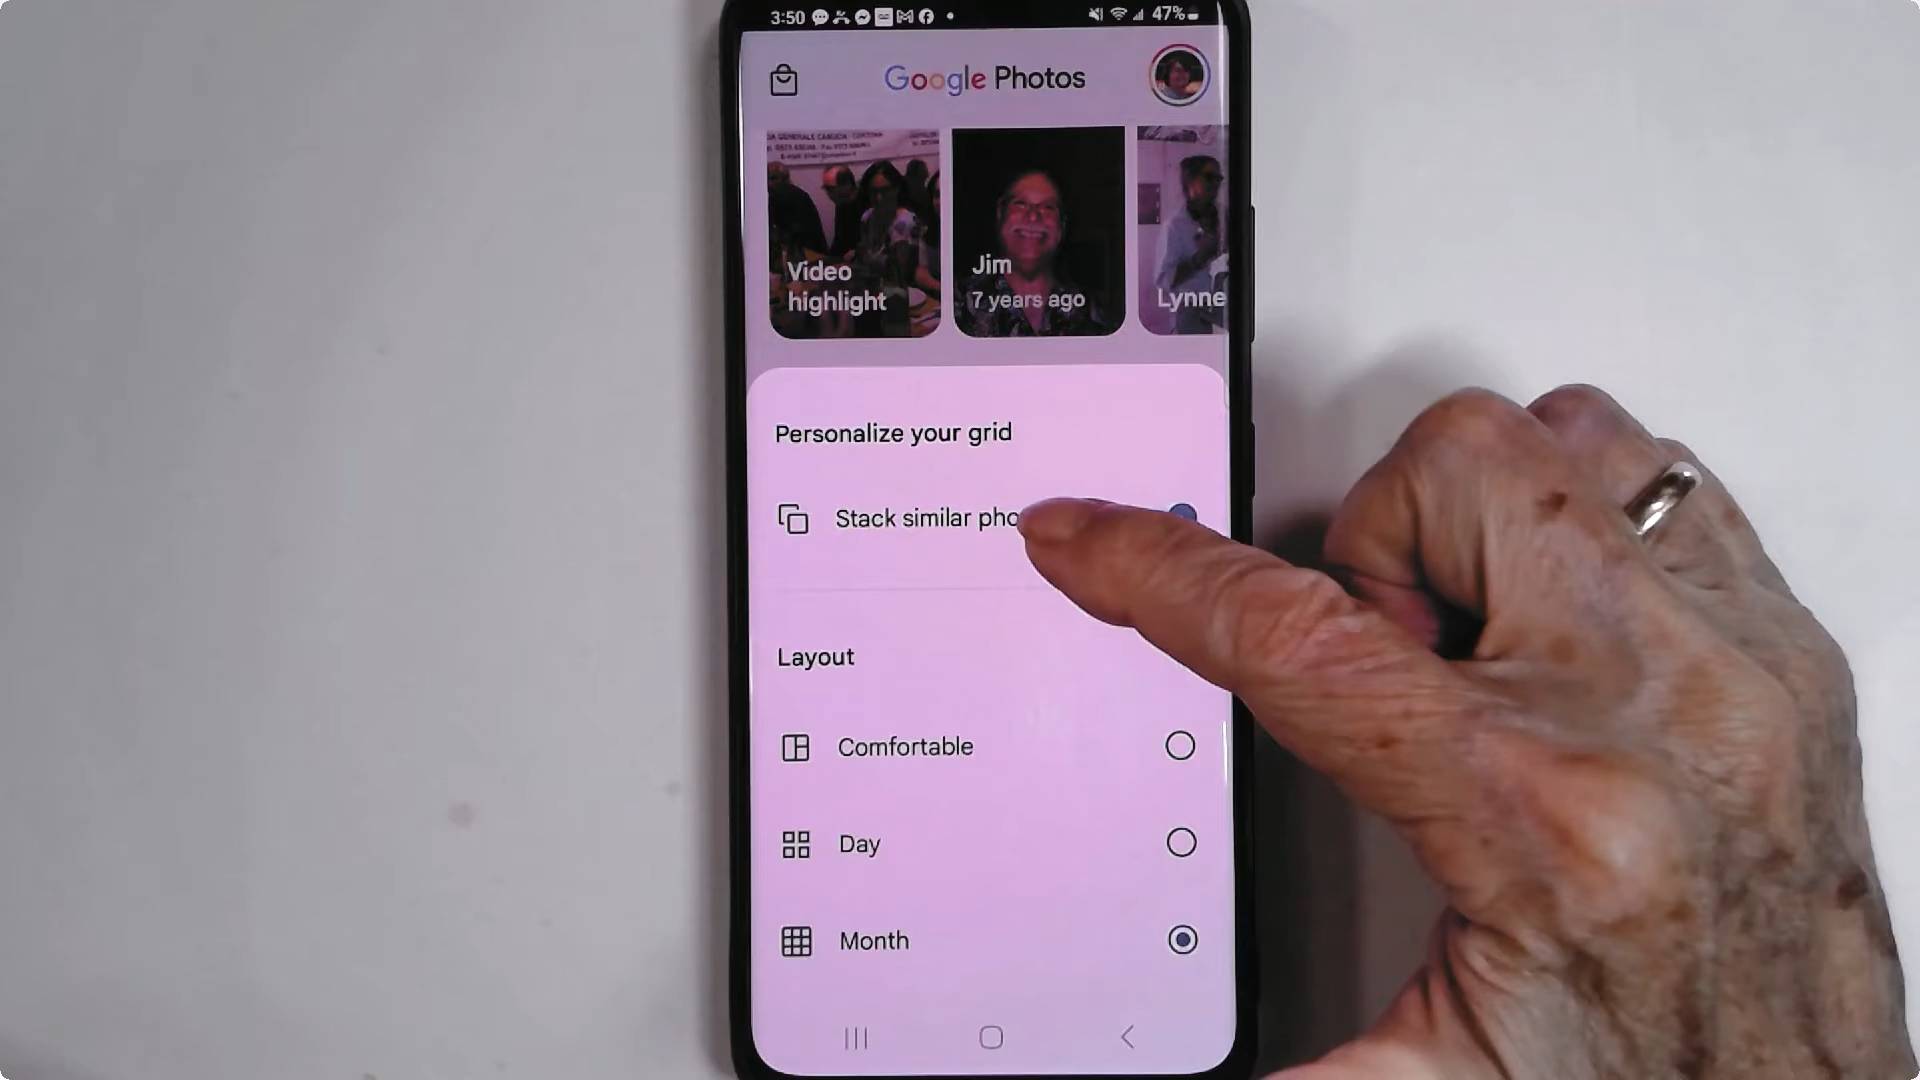 3:50 47%
Google Photos
Video
highlight
Jim
7 years ago
Lynne
Personalize your grid
Stack similar pho
Layout
Comfortable
Day
Month